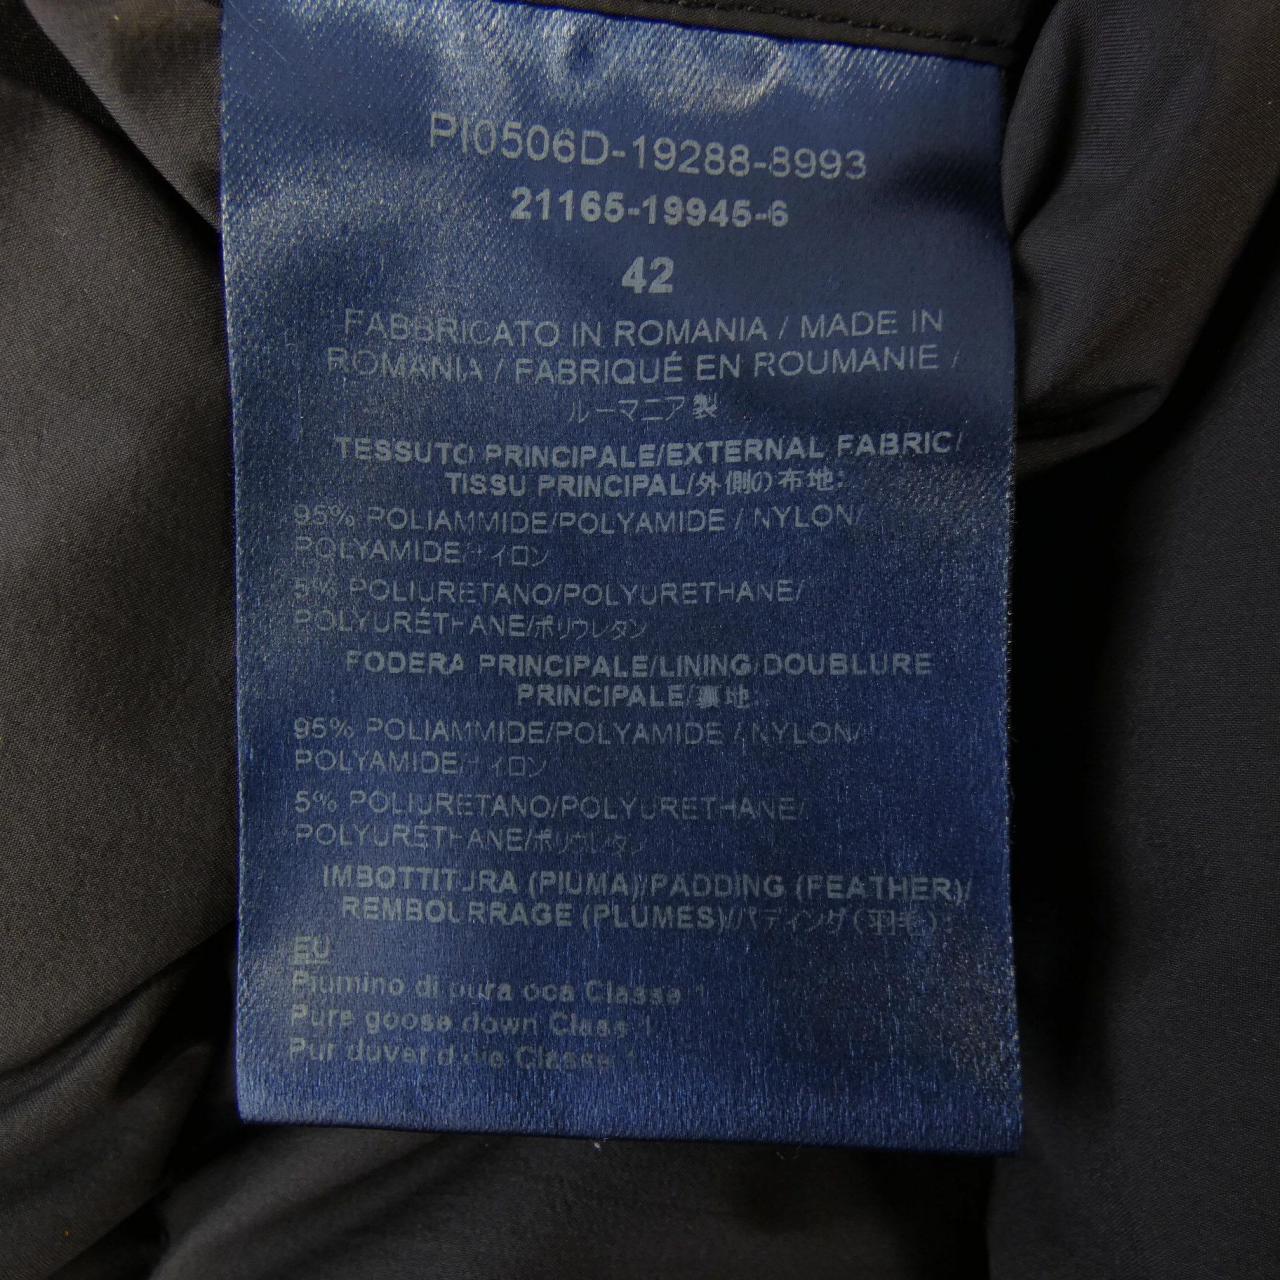 PI0506D-19288-8993
21165-19945-6
42
FABBRICATO IN ROMANIA / MADE IN
ROMANIA / FABRIQUÉ EN ROUMANIE /
ルーマニア製
TESSUTO PRINCIPALE/EXTERNAL FABRIC/
TISSU PRINCIPAL/外側の布地:
95% POLIAMMIDE/POLYAMIDE / NYLON/
POLYAMIDE/ナイロン
5% POLIURETANO/POLYURETHANE/
POLYURÉTHANE/ポリウレタン
FODERA PRINCIPALE/LINING/DOUBLURE
PRINCIPALE/裏地:
95% POLIAMMIDE/POLYAMIDE / NYLON/
POLYAMIDE/ナイロン
5% POLIURETANO/POLYURETHANE/
POLYURÉTHANE/ポリウレタン
IMBOTTITURA (PIUMA)/PADDING (FEATHER)/
REMBOURRAGE (PLUMES)/パディング(羽毛):
EU
Piumino di pura oca Classe 1
Pure goose down Class 1
Pur duvet d'oie Classe 1